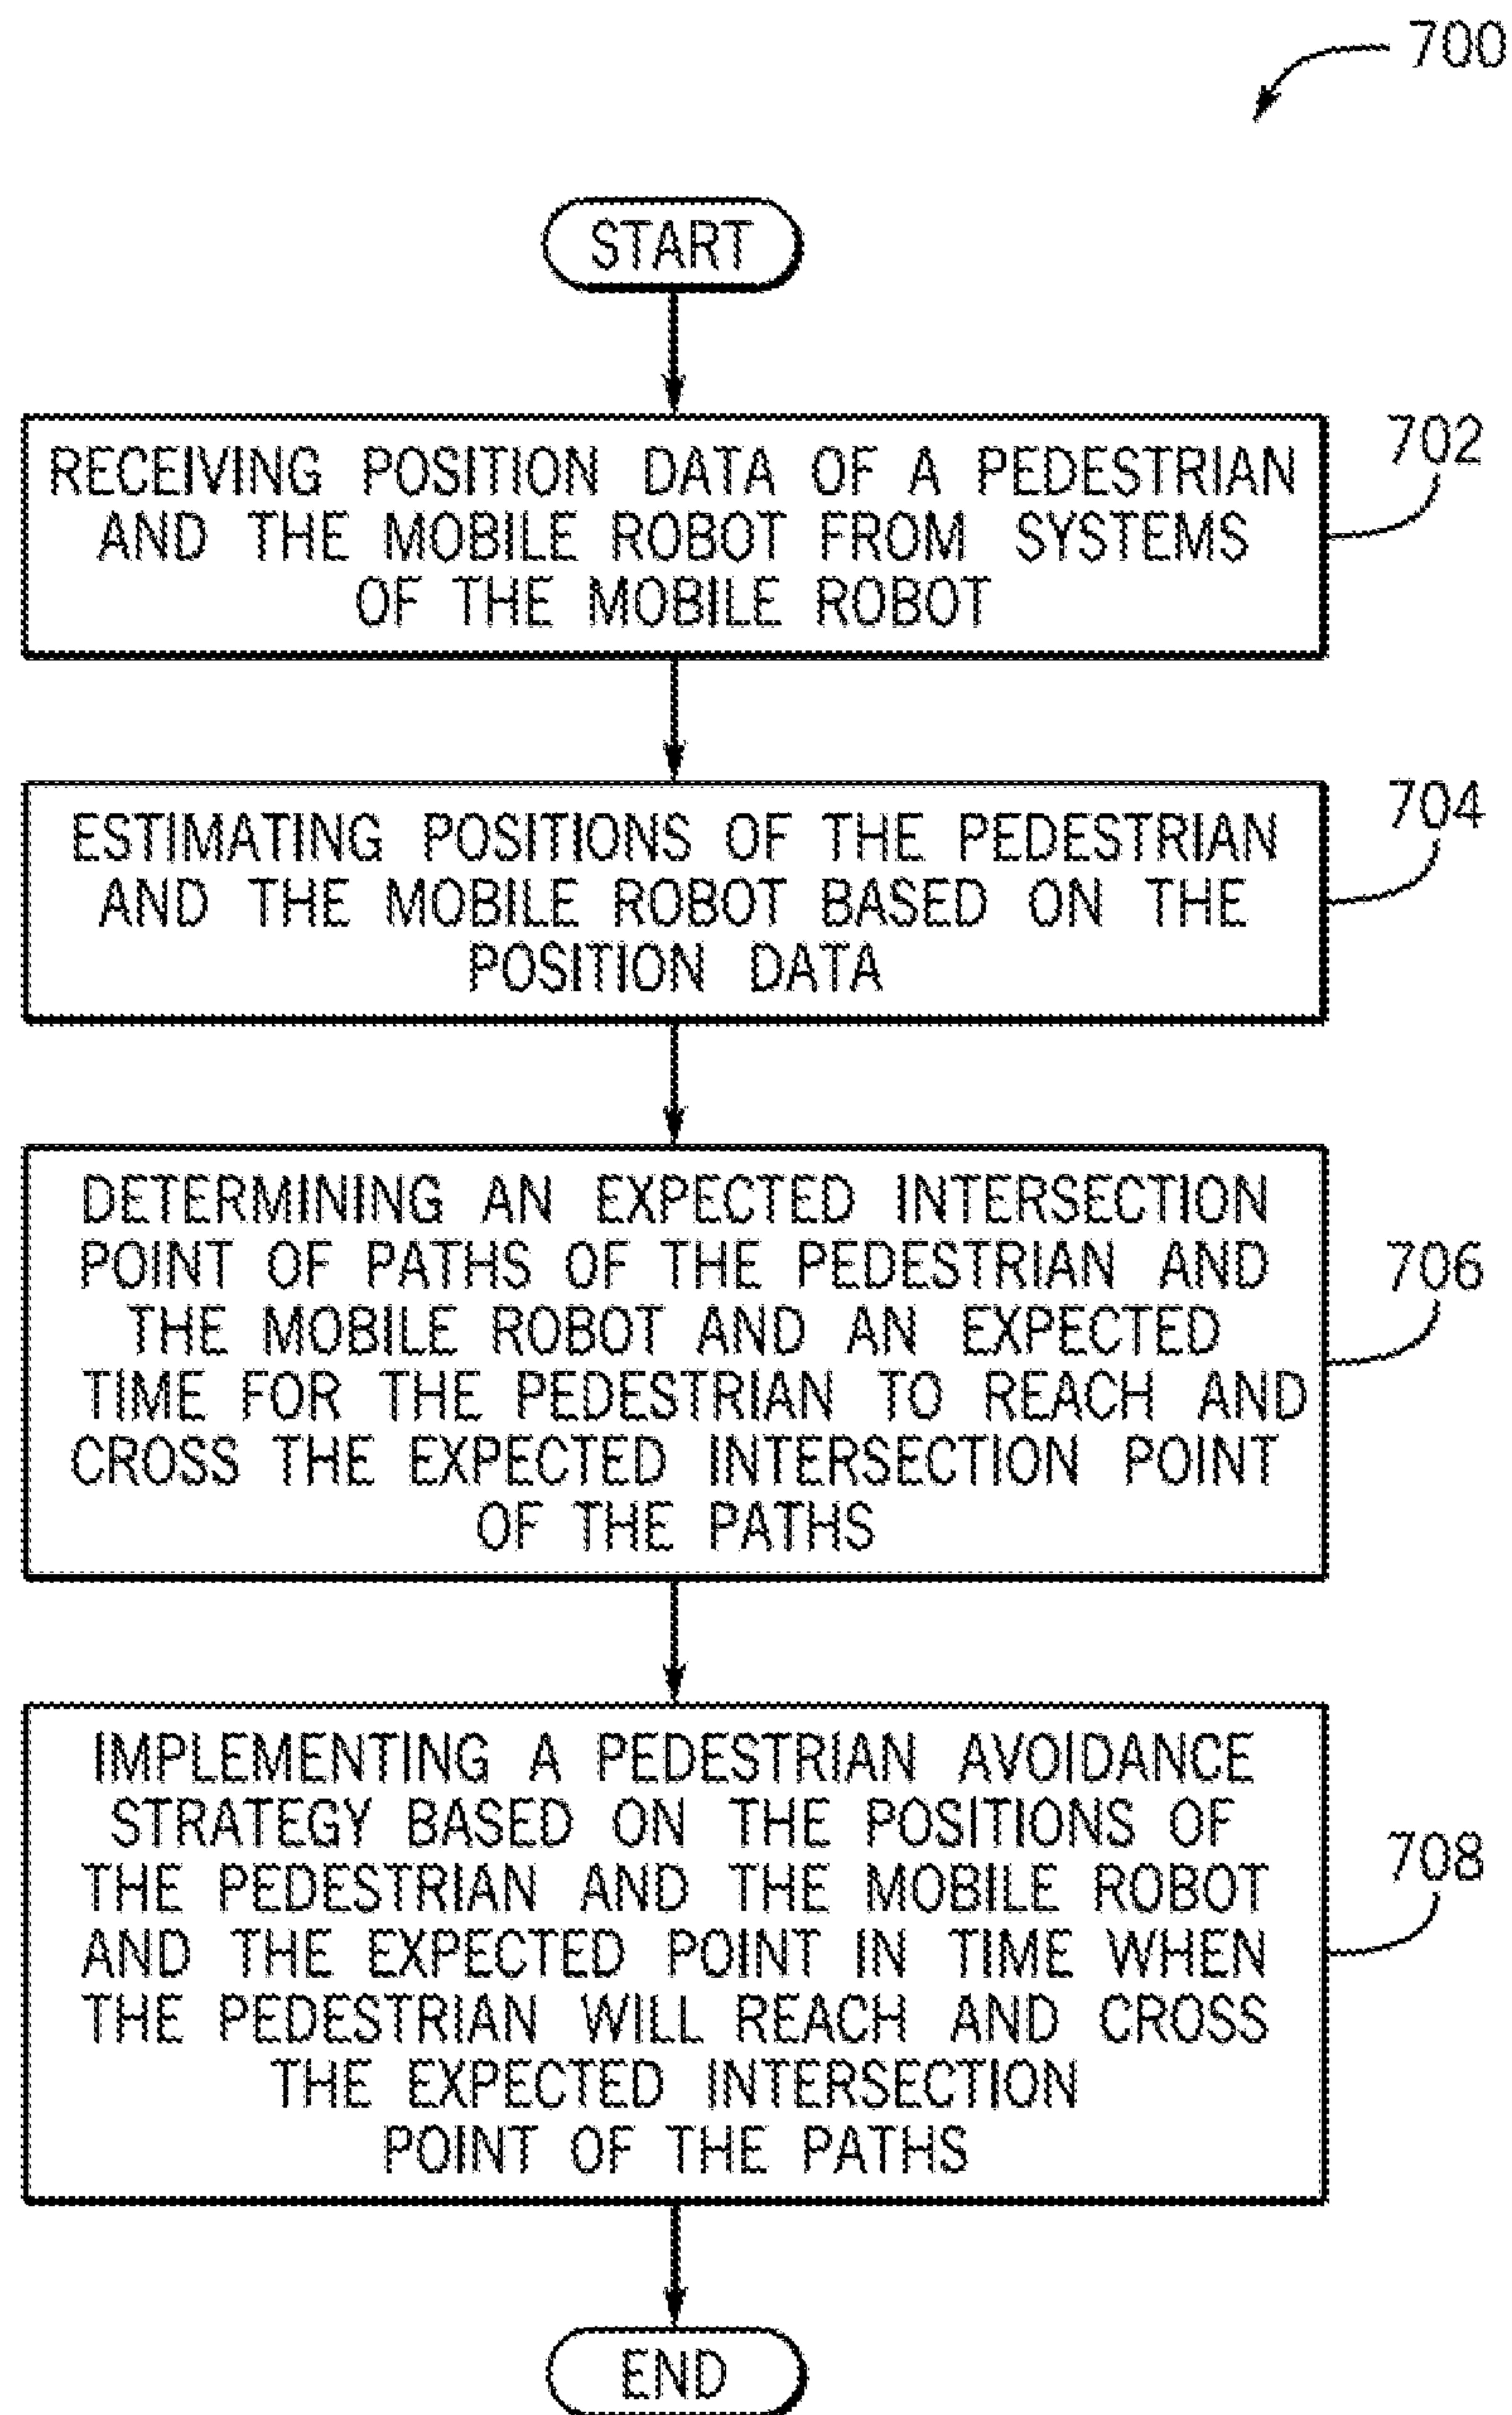 700
START
RECEIVING POSITION DATA OF A PEDESTRIAN
AND THE MOBILE ROBOT FROM SYSTEMS
OF THE MOBILE ROBOT
702
ESTIMATING POSITIONS OF THE PEDESTRIAN
AND THE MOBILE ROBOT BASED ON THE
POSITION DATA
704
DETERMINING AN EXPECTED INTERSECTION
POINT OF PATHS OF THE PEDESTRIAN AND
THE MOBILE ROBOT AND AN EXPECTED
TIME FOR THE PEDESTRIAN TO REACH AND
CROSS THE EXPECTED INTERSECTION POINT
OF THE PATHS
706
IMPLEMENTING A PEDESTRIAN AVOIDANCE
STRATEGY BASED ON THE POSITIONS OF
THE PEDESTRIAN AND THE MOBILE ROBOT
AND THE EXPECTED POINT IN TIME WHEN
THE PEDESTRIAN WILL REACH AND CROSS
THE EXPECTED INTERSECTION
POINT OF THE PATHS
708
END